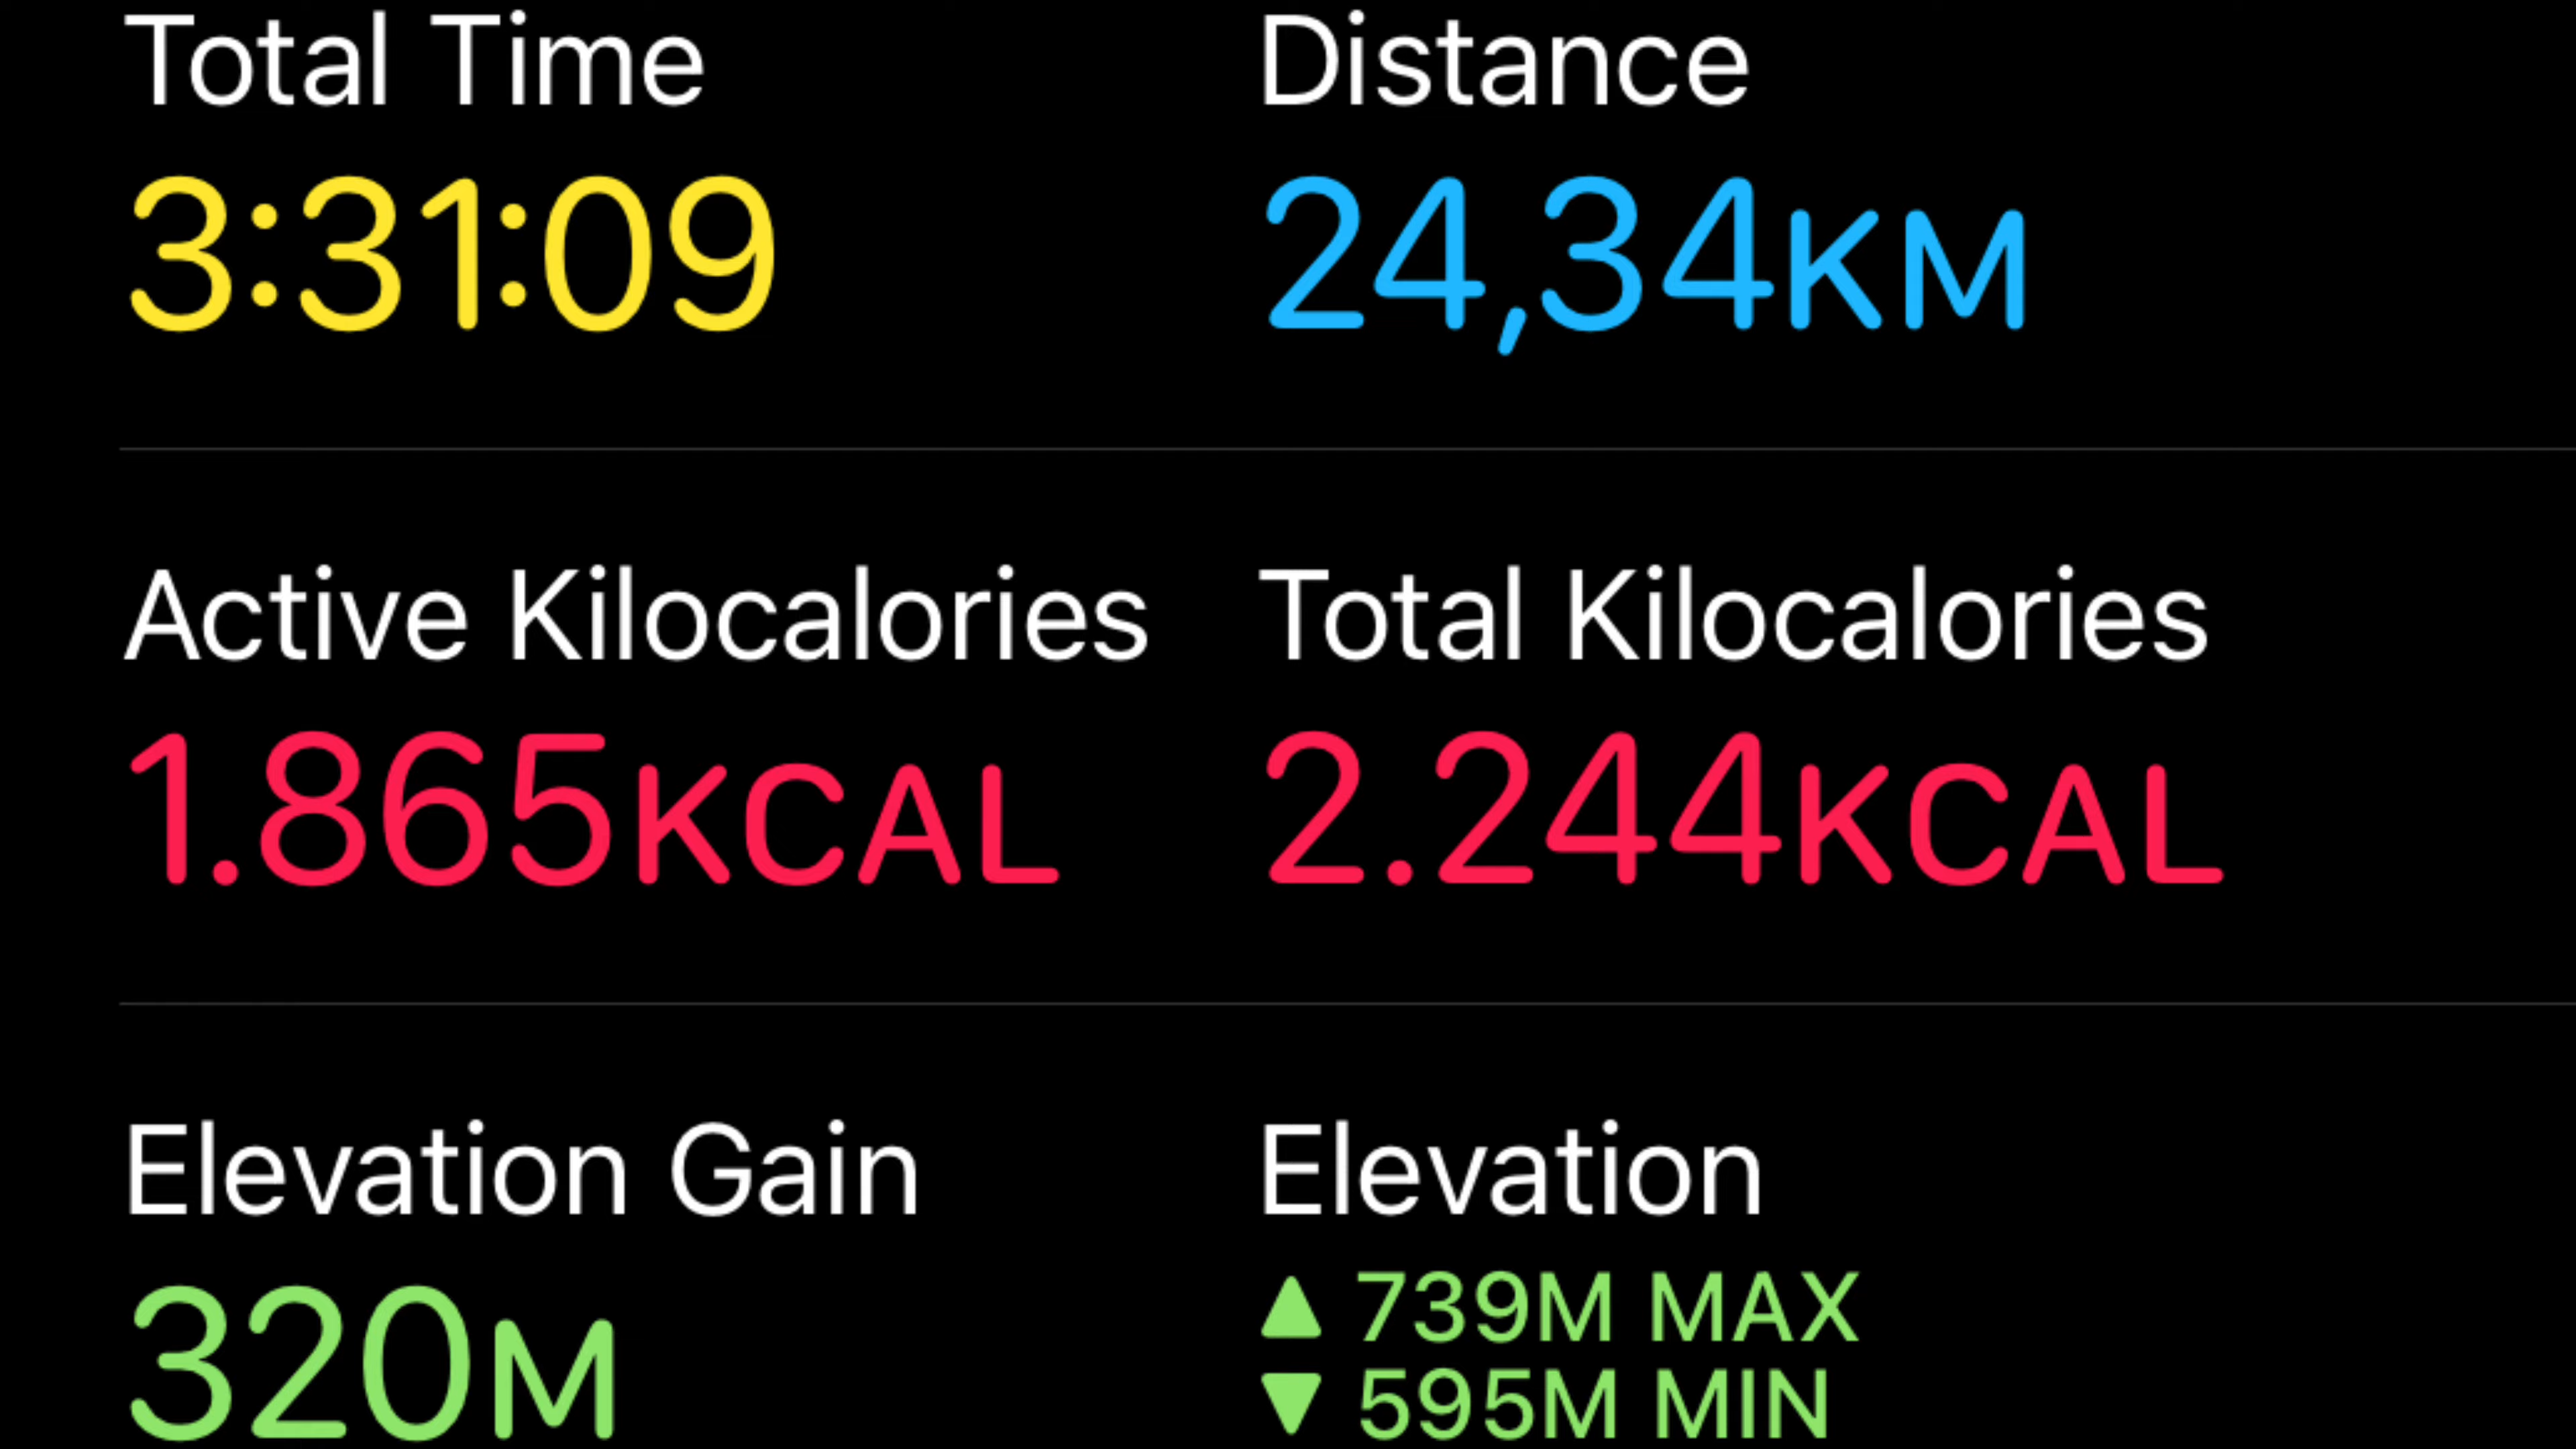 Total Time Distance
3:31:09 24,34KM
Active Kilocalories Total Kilocalories
1.865KCAL 2.244KCAL
Elevation Gain Elevation
320M ▲ 739M MAX
▼ 595M MIN